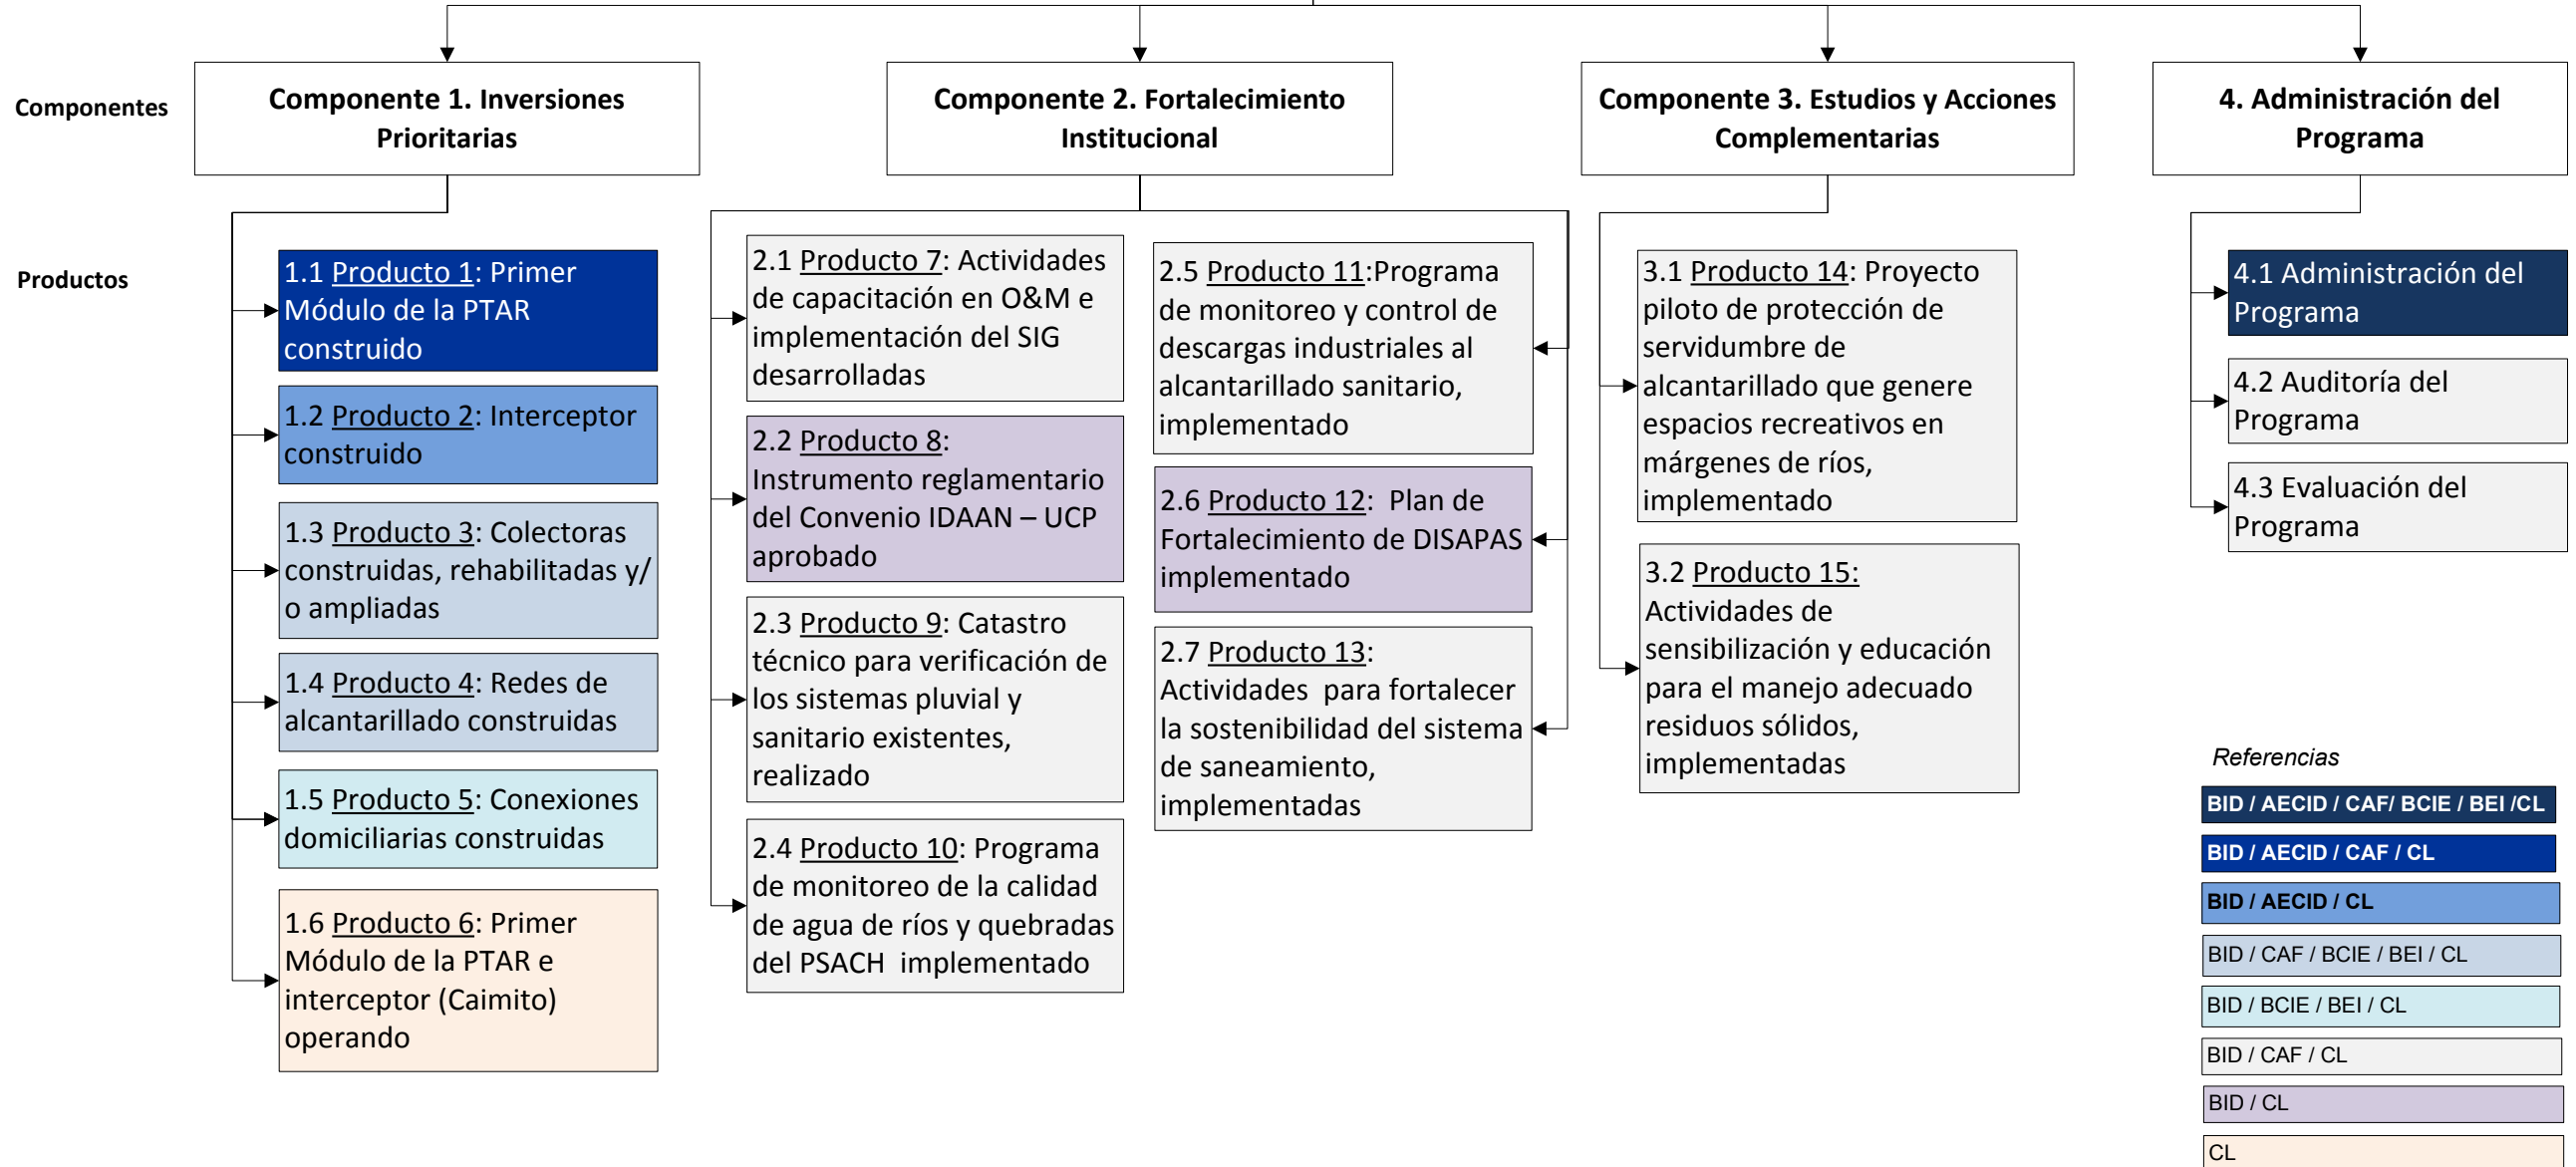 Componentes
Componente 1. Inversiones
Prioritarias
Componente 2. Fortalecimiento
Institucional
Componente 3. Estudios y Acciones
Complementarias
4. Administración del
Programa
Productos
1.1 Producto 1: Primer
Módulo de la PTAR
construido
1.2 Producto 2: Interceptor
construido
1.3 Producto 3: Colectoras
construidas, rehabilitadas y/
o ampliadas
1.4 Producto 4: Redes de
alcantarillado construidas
1.5 Producto 5: Conexiones
domiciliarias construidas
1.6 Producto 6: Primer
Módulo de la PTAR e
interceptor (Caimito)
operando
2.1 Producto 7: Actividades
de capacitación en O&M e
implementación del SIG
desarrolladas
2.2 Producto 8:
Instrumento reglamentario
del Convenio IDAAN – UCP
aprobado
2.3 Producto 9: Catastro
técnico para verificación de
los sistemas pluvial y
sanitario existentes,
realizado
2.4 Producto 10: Programa
de monitoreo de la calidad
de agua de ríos y quebradas
del PSACH implementado
2.5 Producto 11:Programa
de monitoreo y control de
descargas industriales al
alcantarillado sanitario,
implementado
2.6 Producto 12: Plan de
Fortalecimiento de DISAPAS
implementado
2.7 Producto 13:
Actividades para fortalecer
la sostenibilidad del sistema
de saneamiento,
implementadas
3.1 Producto 14: Proyecto
piloto de protección de
servidumbre de
alcantarillado que genere
espacios recreativos en
márgenes de ríos,
implementado
3.2 Producto 15:
Actividades de
sensibilización y educación
para el manejo adecuado
residuos sólidos,
implementadas
4.1 Administración del
Programa
4.2 Auditoría del
Programa
4.3 Evaluación del
Programa
Referencias
BID / AECID / CAF/ BCIE / BEI /CL
BID / AECID / CAF / CL
BID / AECID / CL
BID / CAF / BCIE / BEI / CL
BID / BCIE / BEI / CL
BID / CAF / CL
BID / CL
CL